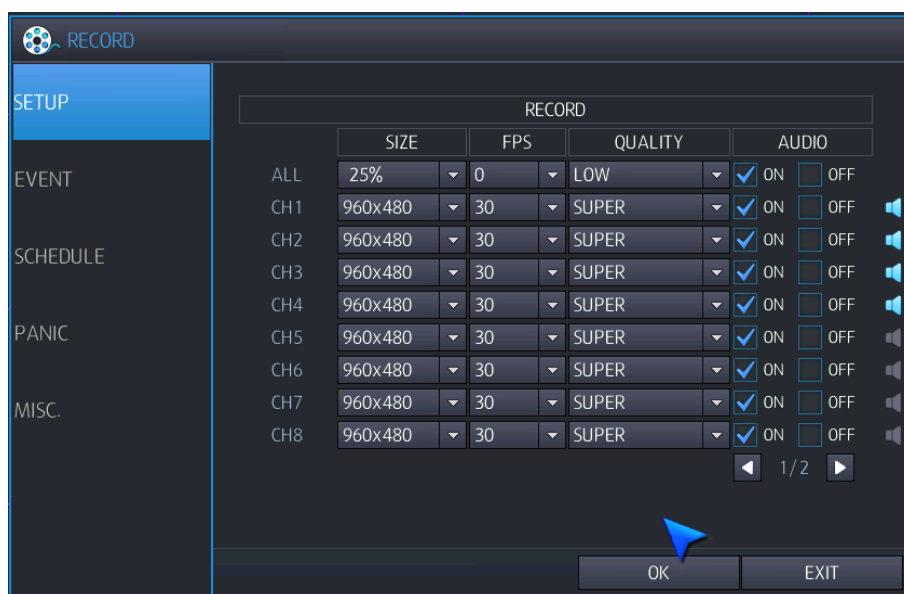 RECORD
SETUP
EVENT
SCHEDULE
PANIC
MISC.
RECORD
SIZE FPS QUALITY AUDIO
ALL 25% 0 LOW ON OFF
CH1 960x480 30 SUPER ON OFF
CH2 960x480 30 SUPER ON OFF
CH3 960x480 30 SUPER ON OFF
CH4 960x480 30 SUPER ON OFF
CH5 960x480 30 SUPER ON OFF
CH6 960x480 30 SUPER ON OFF
CH7 960x480 30 SUPER ON OFF
CH8 960x480 30 SUPER ON OFF
1/2
OK EXIT